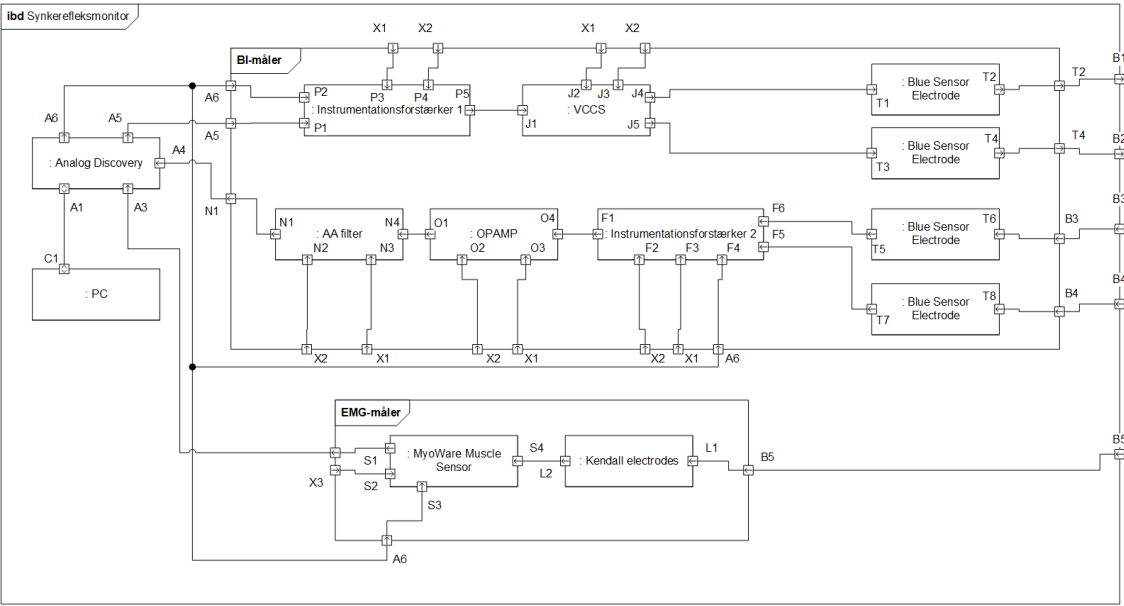 ibd Synkerefleksmonitor
X1
X2
X1
X2
BI-måler
B1
A6
P2
P3
P4
P5
: Instrumentationsforstærker 1
P1
J2
J3
J4
: VCCS
J1
J5
: Blue Sensor
Electrode
T1
T2
T2
A6
A5
A5
A4
: Analog Discovery
A1
A3
: Blue Sensor
Electrode
T3
T4
T4
B2
N1
N1
: AA filter
N2
N3
N4
O1
O4
: OPAMP
O2
O3
F1
: Instrumentationsforstærker 2
F2
F3
F4
F6
F5
: Blue Sensor
Electrode
T5
T6
B3
B3
C1
: PC
: Blue Sensor
Electrode
T7
T8
B4
B4
X2
X1
X2
X1
X2
X1
A6
EMG-måler
: MyoWare Muscle
Sensor
S1
S2
S3
S4
L2
: Kendall electrodes
L1
B5
B5
X3
A6